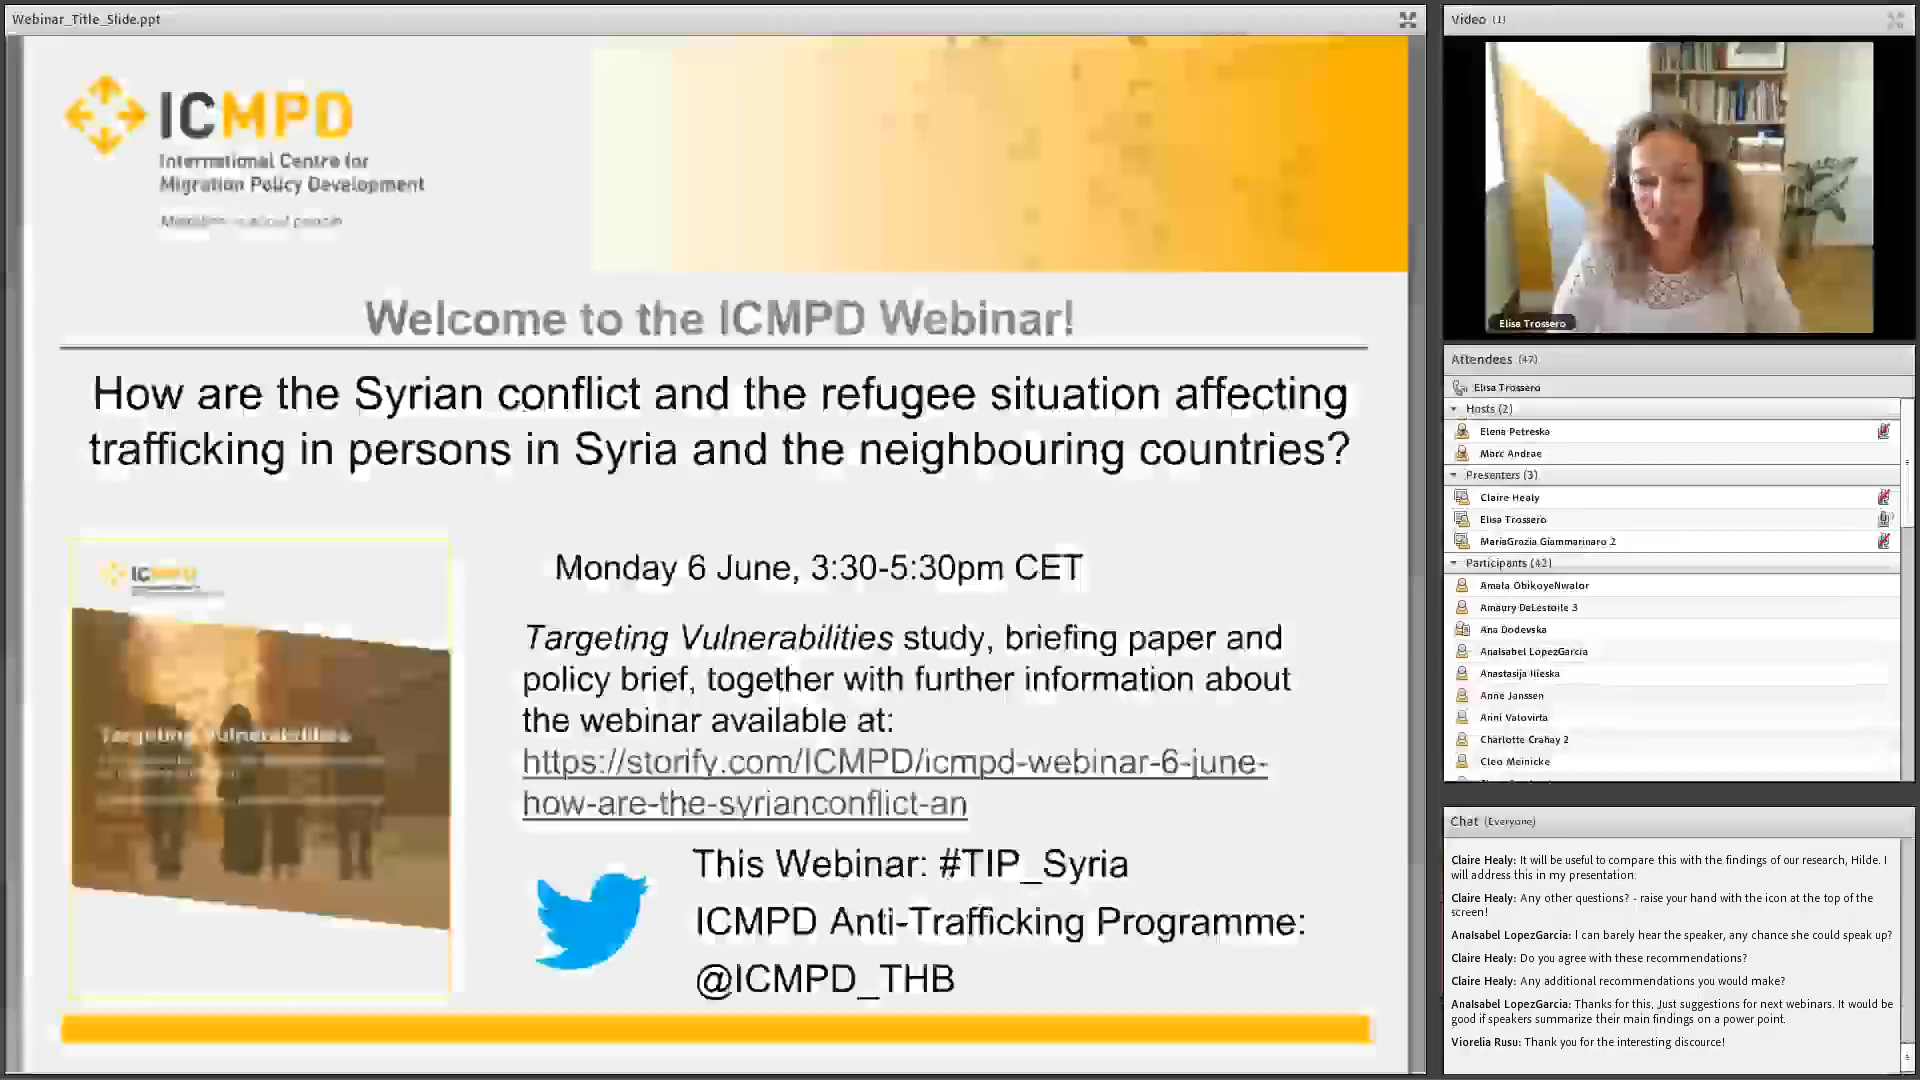 Webinar_Title_Slide.ppt
ICMPD
International Centre for
Migration Policy Development
Welcome to the ICMPD Webinar!
How are the Syrian conflict and the refugee situation affecting
trafficking in persons in Syria and the neighbouring countries?
ICMPD
Targeting Vulnerabilities
Monday 6 June, 3:30-5:30pm CET
Targeting Vulnerabilities study, briefing paper and
policy brief, together with further information about
the webinar available at:
https://storify.com/ICMPD/icmpd-webinar-6-june-
how-are-the-syrianconflict-an
This Webinar: #TIP_Syria
ICMPD Anti-Trafficking Programme:
@ICMPD_THB
Video (1)
Elisa Trossero
Attendees (47)
Elisa Trossero
Hosts (2)
Elena Petreska
Marc Andrae
Presenters (3)
Claire Healy
Elisa Trossero
MariaGrazia Giammarinaro 2
Participants (42)
Amala ObikoyeNwalor
Amaury DeLestoile 3
Ana Dodevska
AnaIsabel LopezGarcia
Anastasija Ilieska
Anne Janssen
Anni Valovirta
Charlotte Crahay 2
Cleo Meinicke
Chat (Everyone)
Claire Healy: It will be useful to compare this with the findings of our research, Hilde. I
will address this in my presentation
Claire Healy: Any other questions? - raise your hand with the icon at the top of the
screen!
AnaIsabel LopezGarcia: I can barely hear the speaker, any chance she could speak up?
Claire Healy: Do you agree with these recommendations?
Claire Healy: Any additional recommendations you would make?
AnaIsabel LopezGarcia: Thanks for this, Just suggestions for next webinars. It would be
good if speakers summarize their main findings on a power point.
Viorelia Rusu: Thank you for the interesting discource!